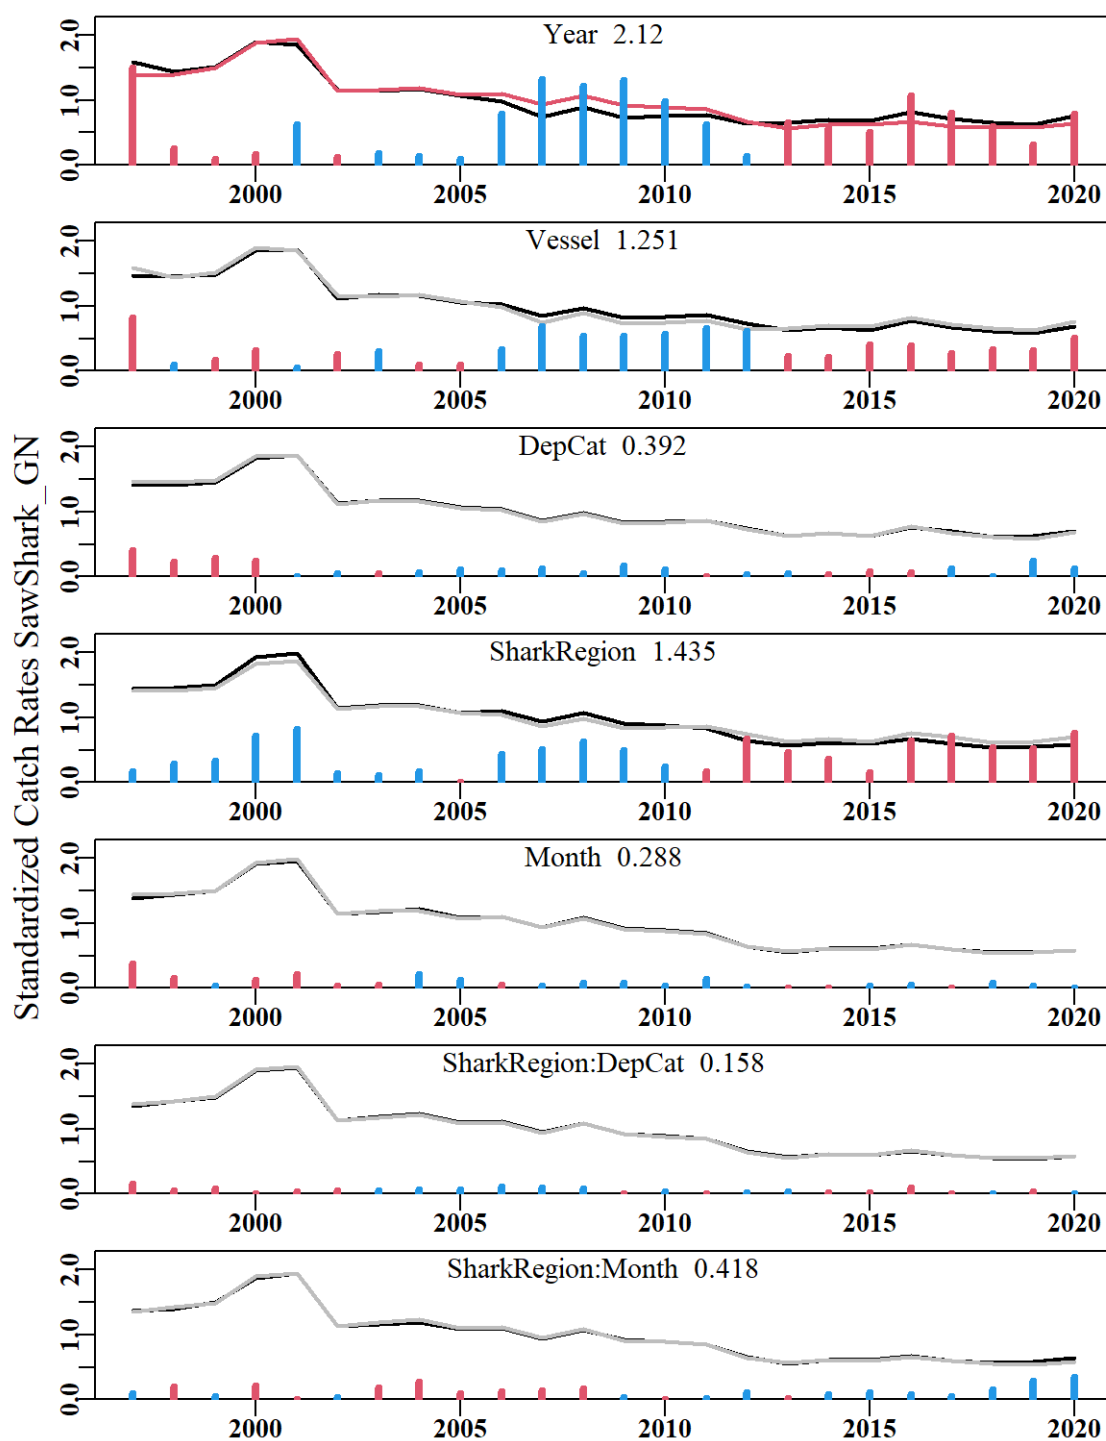 Standardized Catch Rates SawShark_GN
Year 2.12
0.0 1.0 2.0
2000 2005 2010 2015 2020
Vessel 1.251
0.0 1.0 2.0
2000 2005 2010 2015 2020
DepCat 0.392
0.0 1.0 2.0
2000 2005 2010 2015 2020
SharkRegion 1.435
0.0 1.0 2.0
2000 2005 2010 2015 2020
Month 0.288
0.0 1.0 2.0
2000 2005 2010 2015 2020
SharkRegion:DepCat 0.158
0.0 1.0 2.0
2000 2005 2010 2015 2020
SharkRegion:Month 0.418
0.0 1.0 2.0
2000 2005 2010 2015 2020